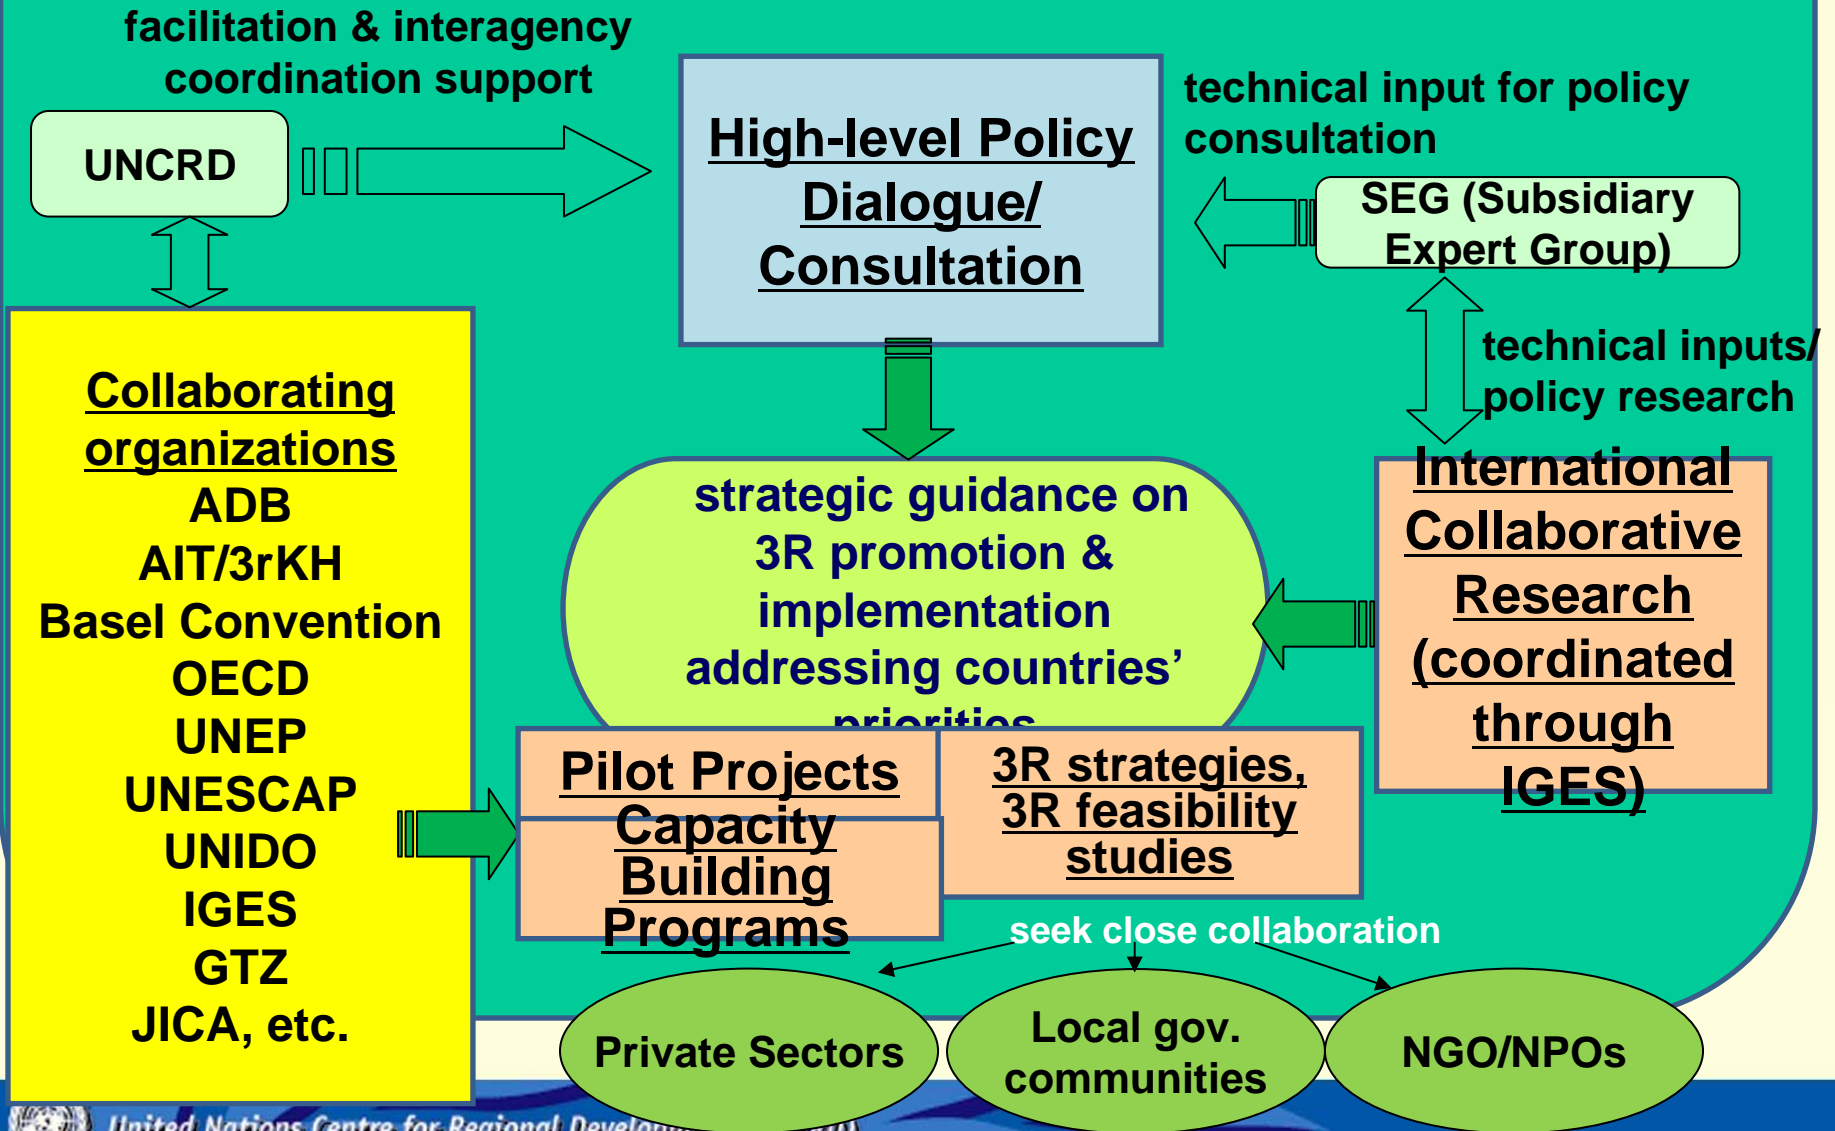 facilitation & interagency
coordination support
UNCRD
High-level Policy
Dialogue/
Consultation
technical input for policy
consultation
SEG (Subsidiary
Expert Group)
technical inputs/
policy research
Collaborating
organizations
ADB
AIT/3rKH
Basel Convention
OECD
UNEP
UNESCAP
UNIDO
IGES
GTZ
JICA, etc.
strategic guidance on
3R promotion &
implementation
addressing countries’
priorities
International
Collaborative
Research
(coordinated
through
IGES)
Pilot Projects
Capacity
Building
Programs
3R strategies,
3R feasibility
studies
seek close collaboration
Private Sectors
Local gov.
communities
NGO/NPOs
United Nations Centre for Regional